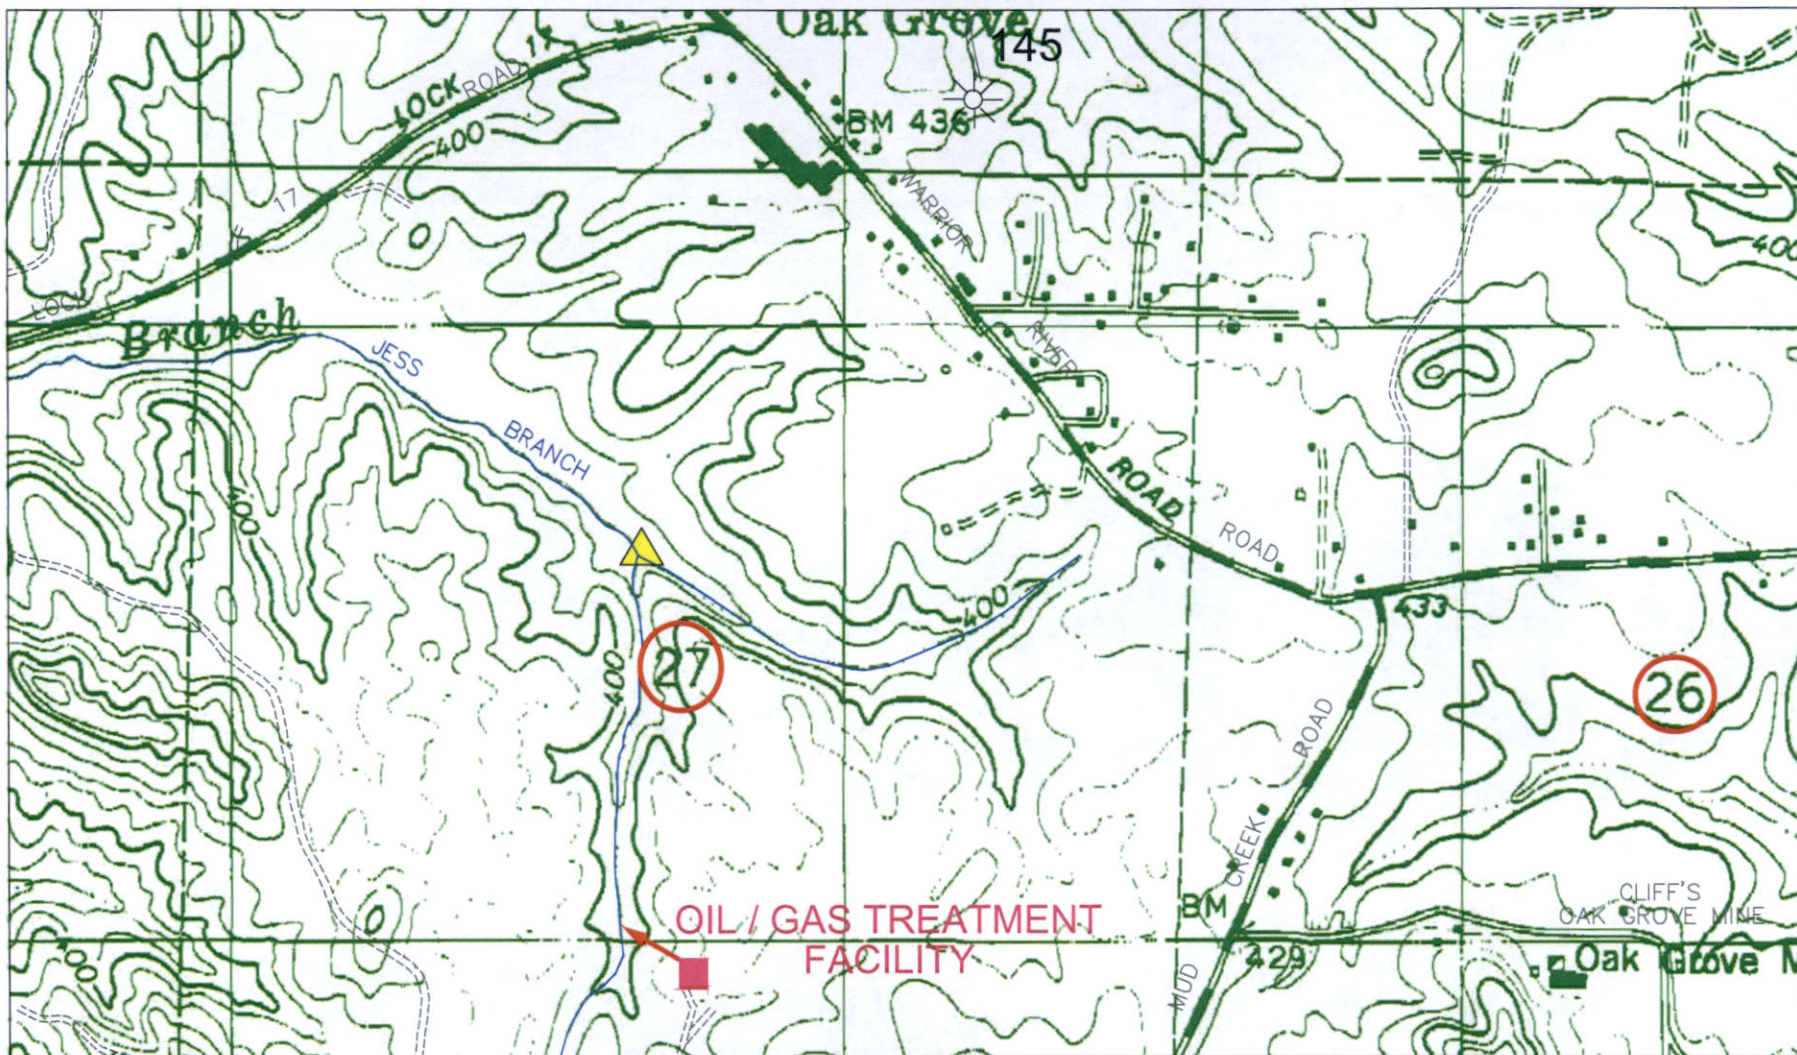 Oak Grove
145
17
LOCK ROAD
400
BM 436
WARRIOR
17
400
LOCK
Branch
JESS
RIVER
BRANCH
ROAD
400
ROAD
400
433
27
400
26
ROAD
CREEK
CLIFF'S
OAK GROVE MINE
BM
OIL / GAS TREATMENT
FACILITY
429
Oak Grove M
400
MUD